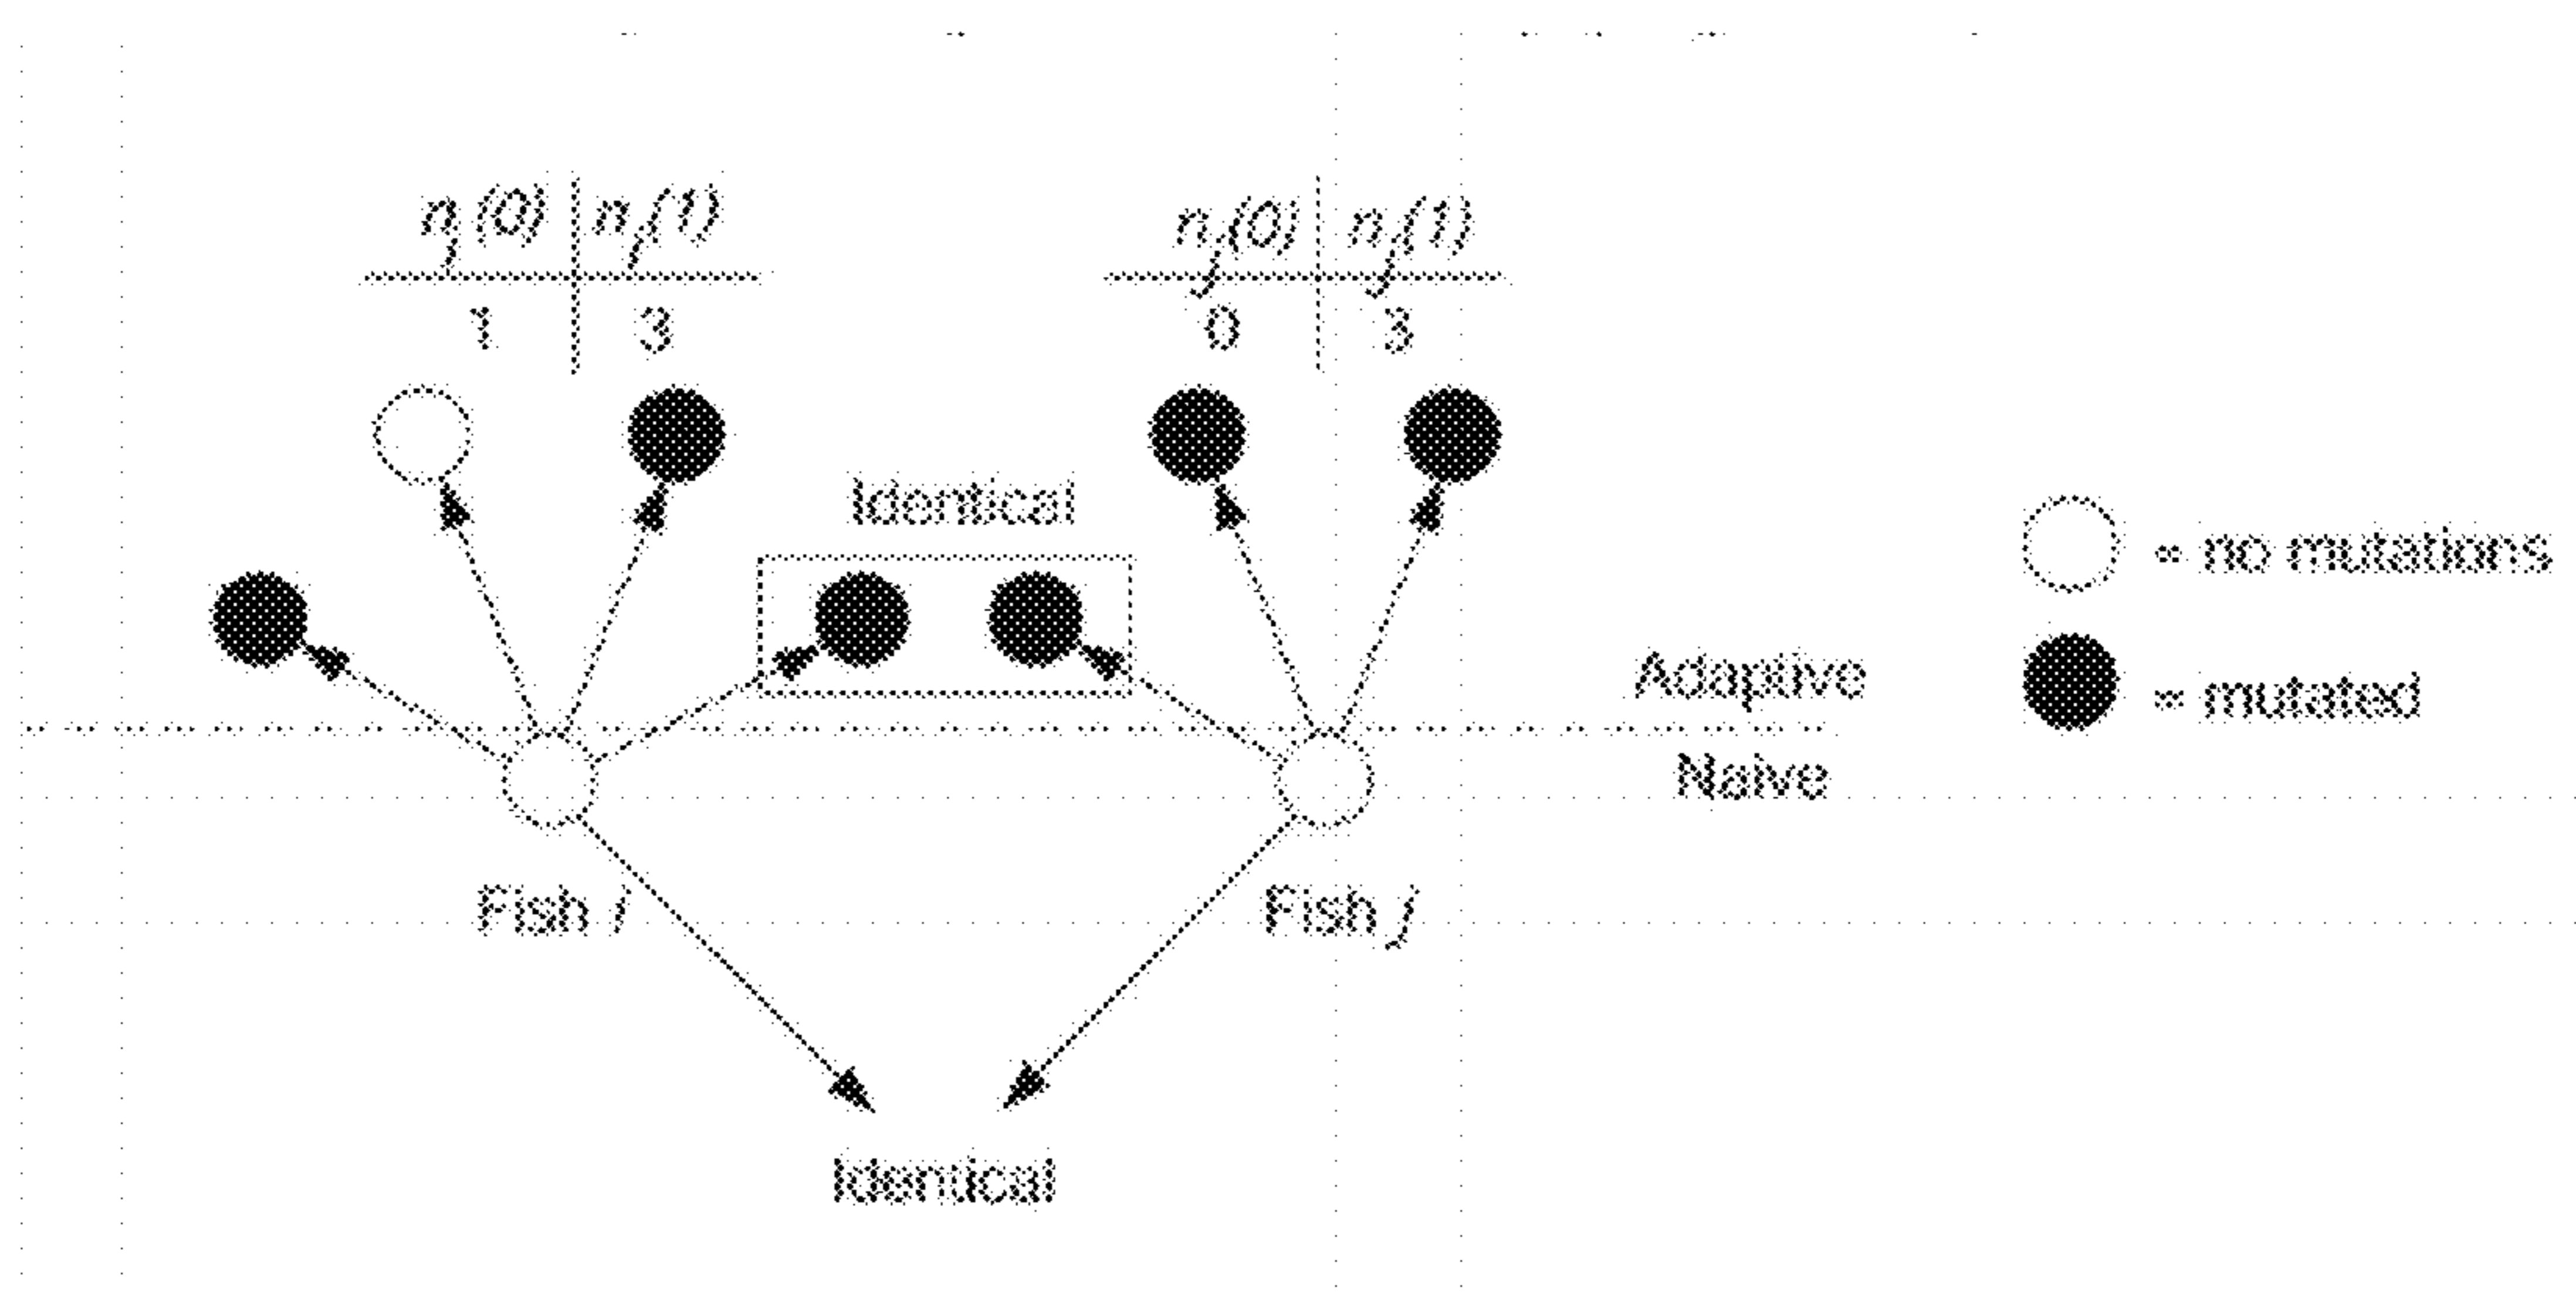 n_i(0) n_i(1)
1 3
n_j(0) n_j(1)
0 3
Identical
= no mutations
= mutated
Adaptive
Naive
Fish i
Fish j
Identical